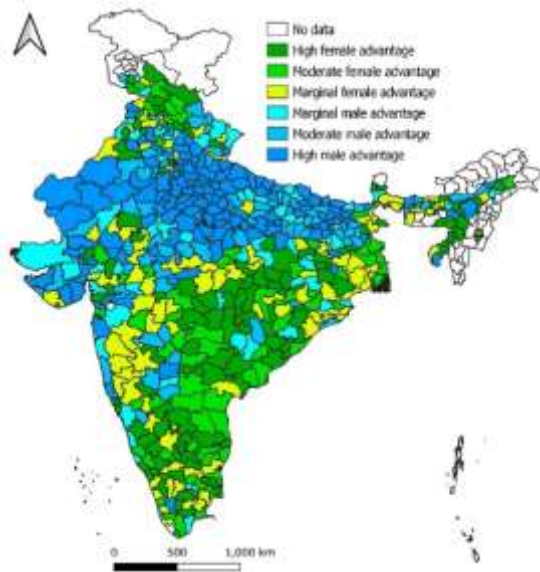 No data
High female advantage
Moderate female advantage
Marginal female advantage
Marginal male advantage
Moderate male advantage
High male advantage
0 500 1,000 km